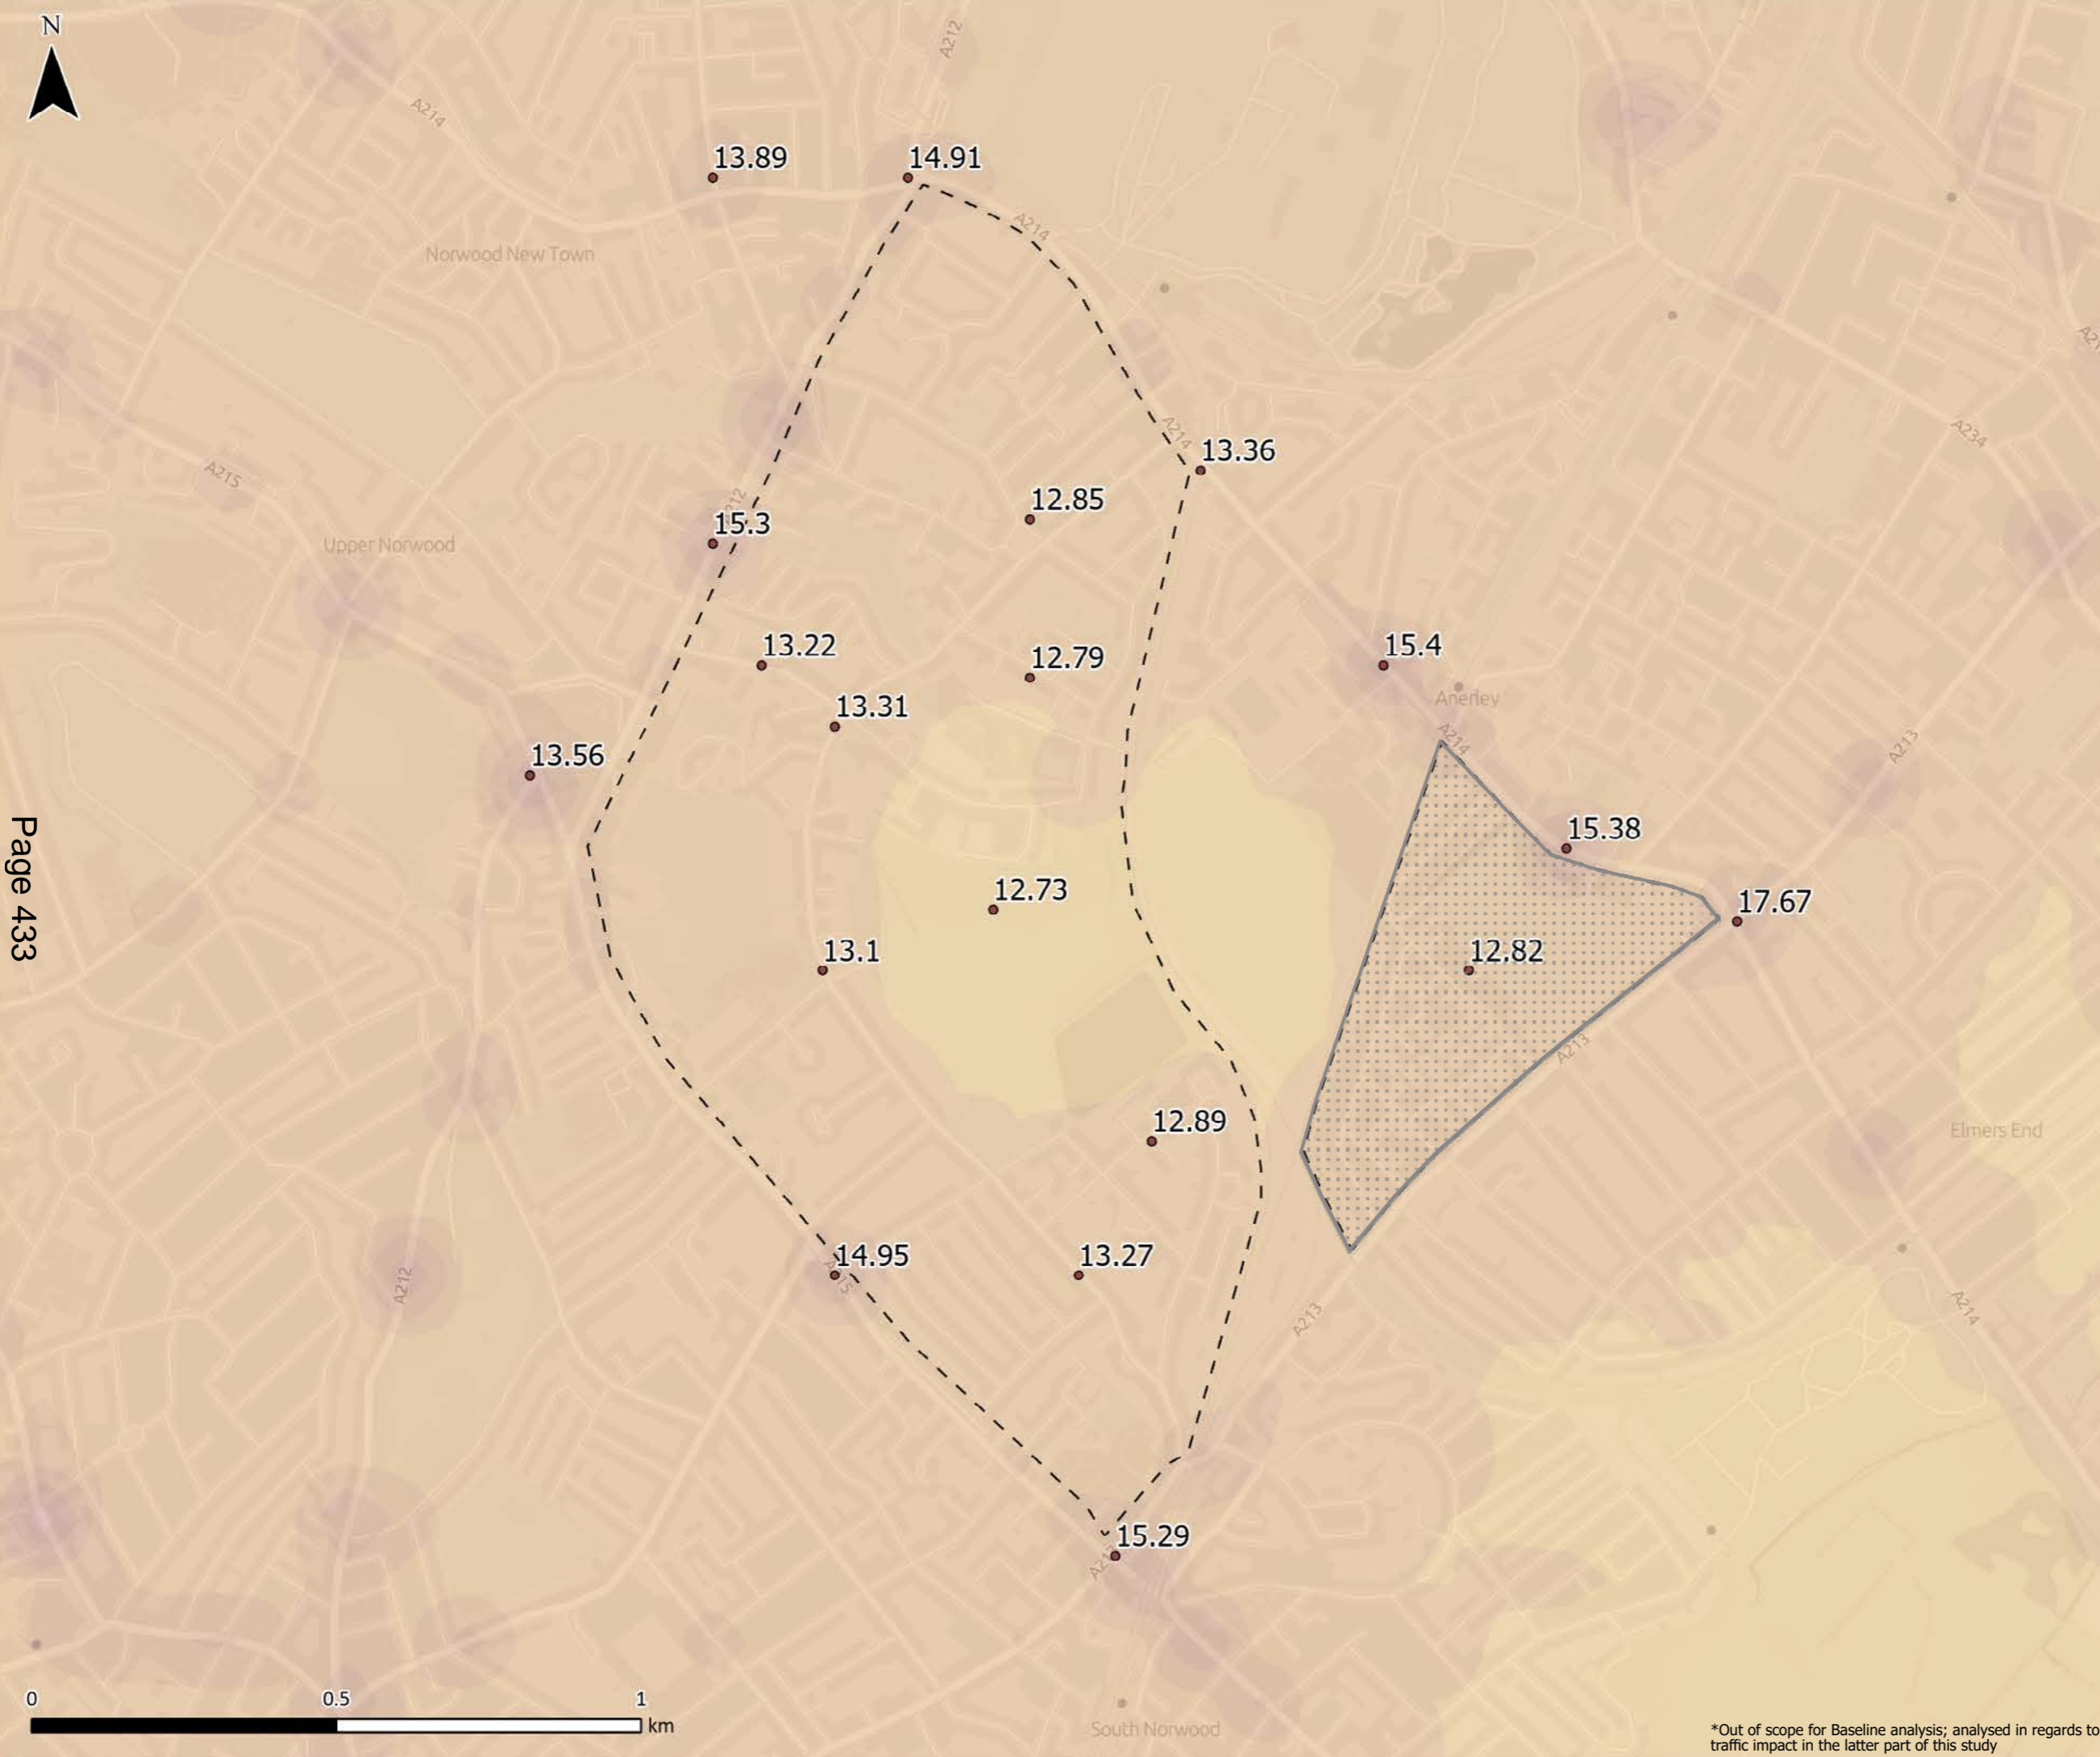 N
A212
A214
13.89
14.91
A214
Norwood New Town
A214
13.36
A234
A215
12.85
15.3
Upper Norwood
13.22
12.79
15.4
Anerley
13.31
A214
A213
13.56
15.38
Page 433
12.73
17.67
13.1
12.82
A213
12.89
Elmers End
14.95
13.27
A212
A213
A214
15.29
0
0.5
1
km
South Norwood
*Out of scope for Baseline analysis; analysed in regards to
traffic impact in the latter part of this study